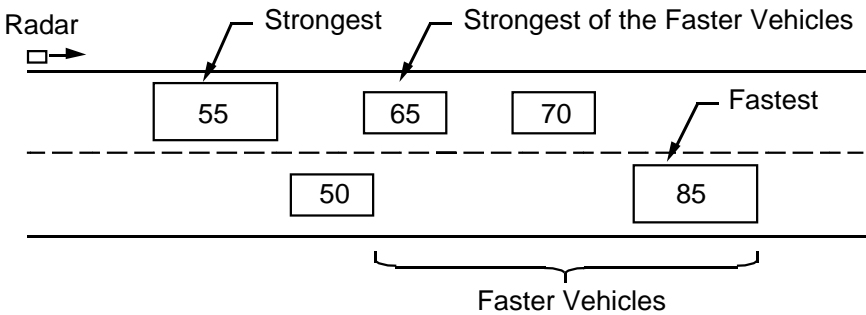 Radar
Strongest
Strongest of the Faster Vehicles
55
65
70
Fastest
50
85
Faster Vehicles